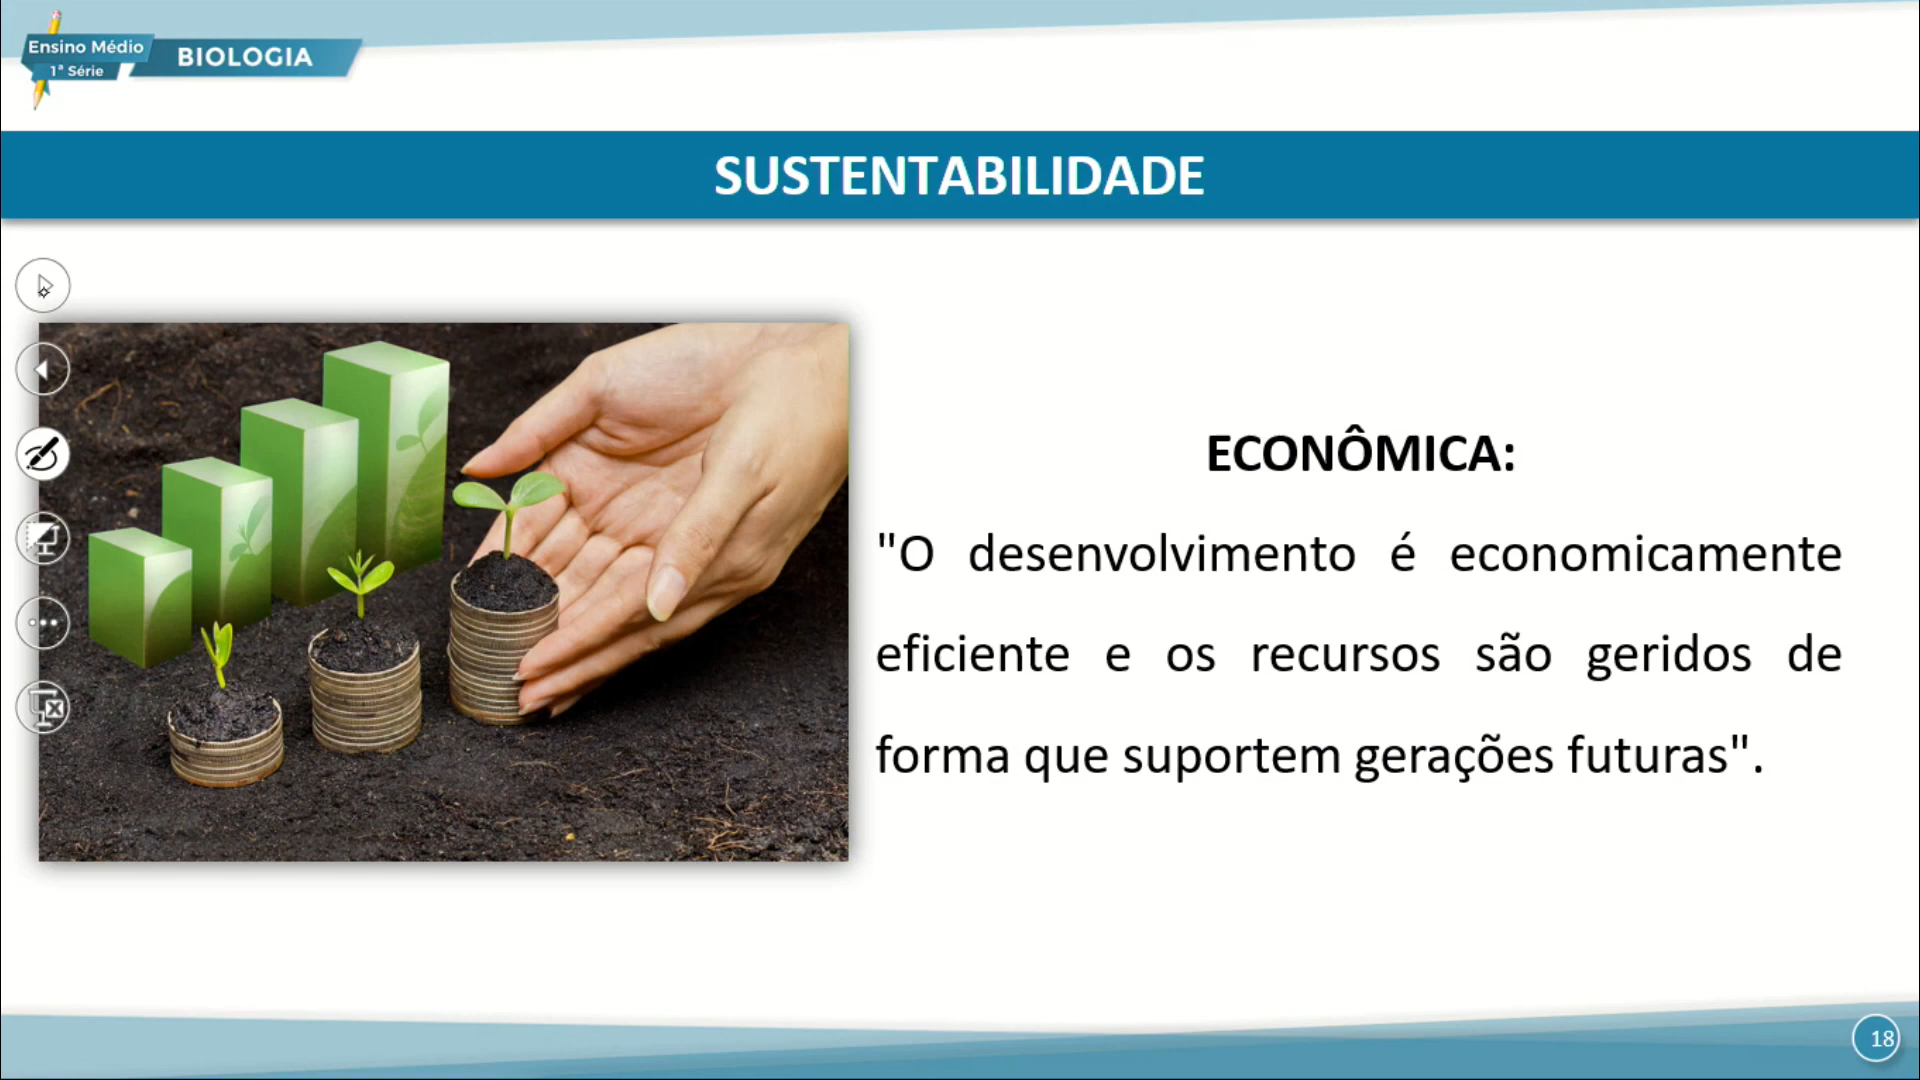 Ensino Médio
1ª Série
BIOLOGIA
SUSTENTABILIDADE
ECONÔMICA:
"O desenvolvimento é economicamente
eficiente e os recursos são geridos de
forma que suportem gerações futuras".
18